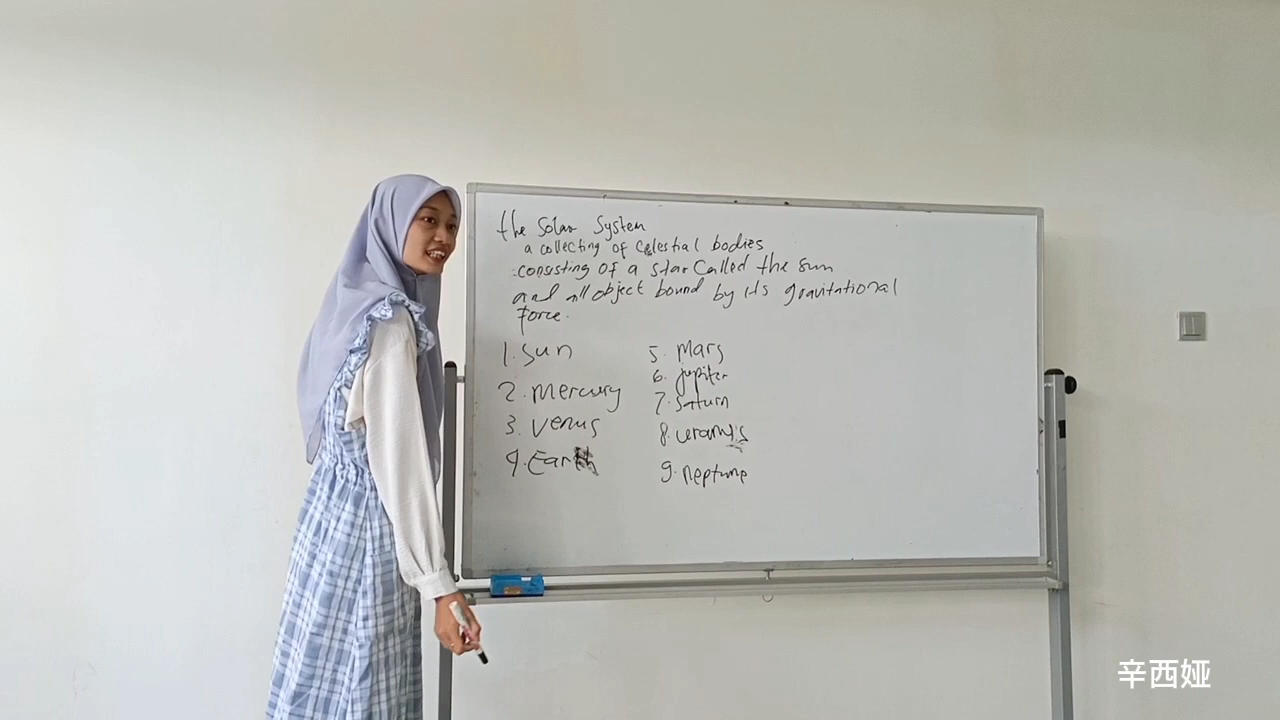 the Solar System
a collecting of Celestial bodies
consisting of a star Called the sun
and all object bound by its gravitational
Force.
1. Sun
2. Mercury
3. Venus
4. Earth
5. Mars
6. Jupiter
7. Saturn
8. Uranus
9. Neptune
辛西娅